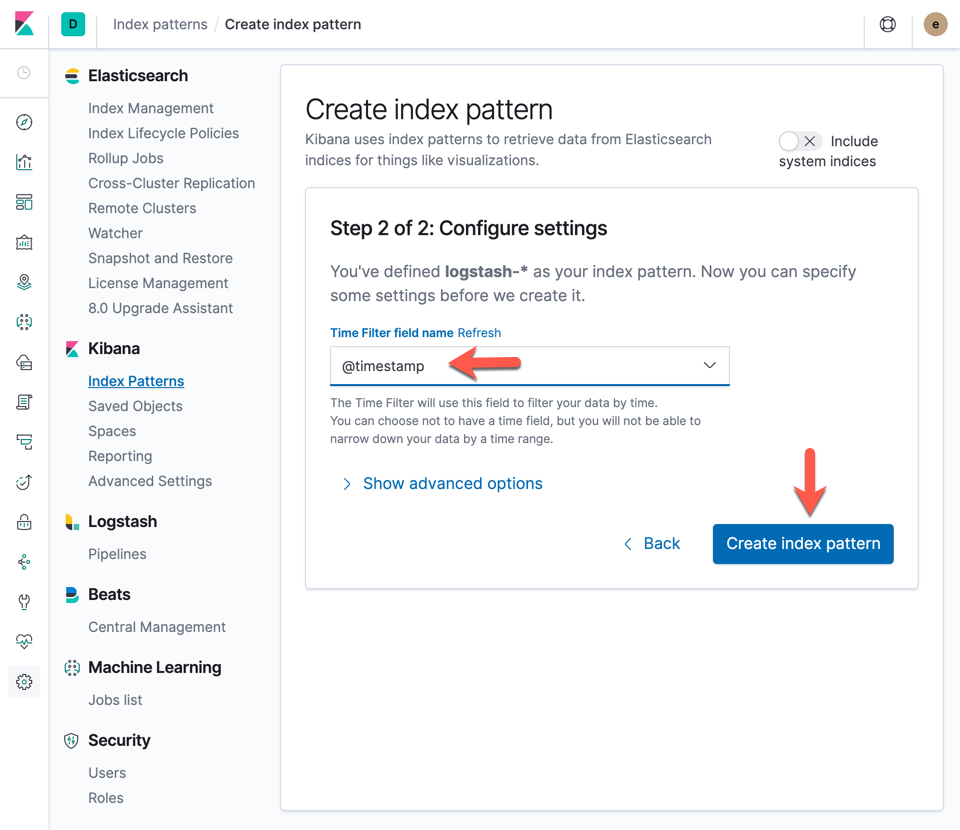 D
Index patterns / Create index pattern
e
Elasticsearch
Index Management
Index Lifecycle Policies
Rollup Jobs
Cross-Cluster Replication
Remote Clusters
Watcher
Snapshot and Restore
License Management
8.0 Upgrade Assistant
Kibana
Index Patterns
Saved Objects
Spaces
Reporting
Advanced Settings
Logstash
Pipelines
Beats
Central Management
Machine Learning
Jobs list
Security
Users
Roles
Create index pattern
Kibana uses index patterns to retrieve data from Elasticsearch
indices for things like visualizations.
Include
system indices
Step 2 of 2: Configure settings
You've defined logstash-* as your index pattern. Now you can specify
some settings before we create it.
Time Filter field name Refresh
@timestamp
The Time Filter will use this field to filter your data by time.
You can choose not to have a time field, but you will not be able to
narrow down your data by a time range.
Show advanced options
Back
Create index pattern